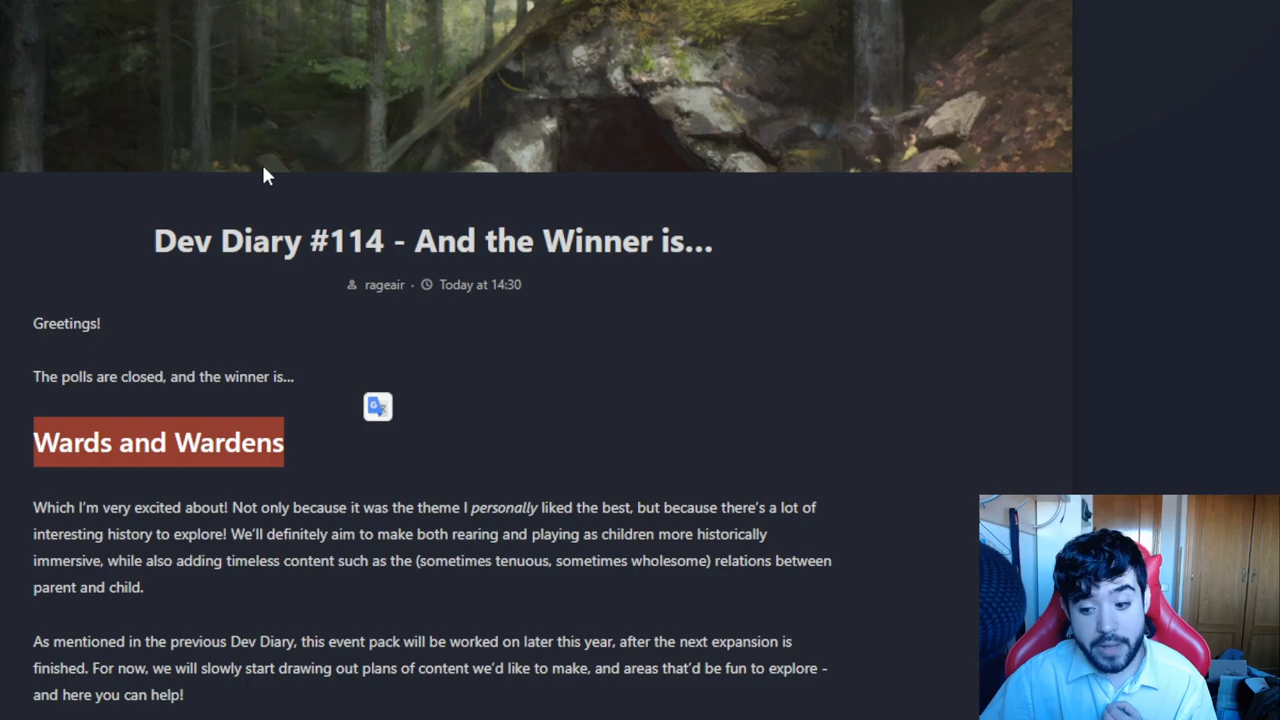 Dev Diary #114 - And the Winner is...
rageair · Today at 14:30
Greetings!
The polls are closed, and the winner is...
Wards and Wardens
Which I'm very excited about! Not only because it was the theme I personally liked the best, but because there's a lot of
interesting history to explore! We'll definitely aim to make both rearing and playing as children more historically
immersive, while also adding timeless content such as the (sometimes tenuous, sometimes wholesome) relations between
parent and child.
As mentioned in the previous Dev Diary, this event pack will be worked on later this year, after the next expansion is
finished. For now, we will slowly start drawing out plans of content we'd like to make, and areas that'd be fun to explore -
and here you can help!